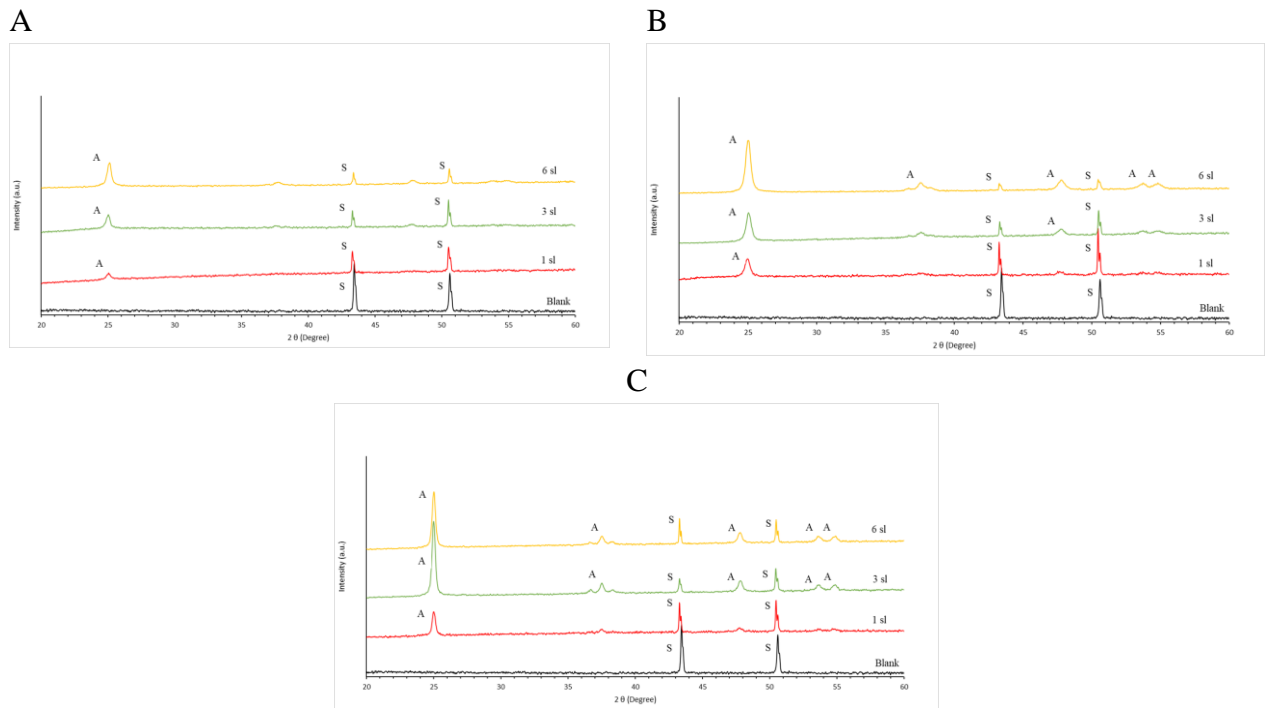 A
A
A
A
S
S
S
S
S
S
S
S
6 sl
3 sl
1 sl
Blank
Intensity (a.u.)
20 25 30 35 40 45 50 55 60
2 θ (Degree)
B
A
A
A
A
A
A
A
A
S
S
S
S
S
S
S
S
6 sl
3 sl
1 sl
Blank
Intensity (a.u.)
20 25 30 35 40 45 50 55 60
2 θ (Degree)
C
A
A
A
A
A
A
A
A
A
A
A
S
S
S
S
S
S
S
S
6 sl
3 sl
1 sl
Blank
Intensity (a.u.)
20 25 30 35 40 45 50 55 60
2 θ (Degree)